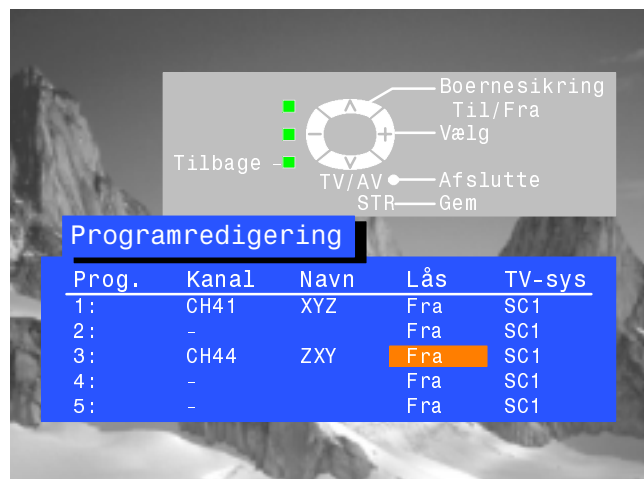 Boernesikring
Til/Fra
Vælg
Tilbage
TV/AV Afslutte
STR Gem
Programredigering
Prog. Kanal Navn Lås TV-sys
1: CH41 XYZ Fra SC1
2: - Fra SC1
3: CH44 ZXY Fra SC1
4: - Fra SC1
5: - Fra SC1